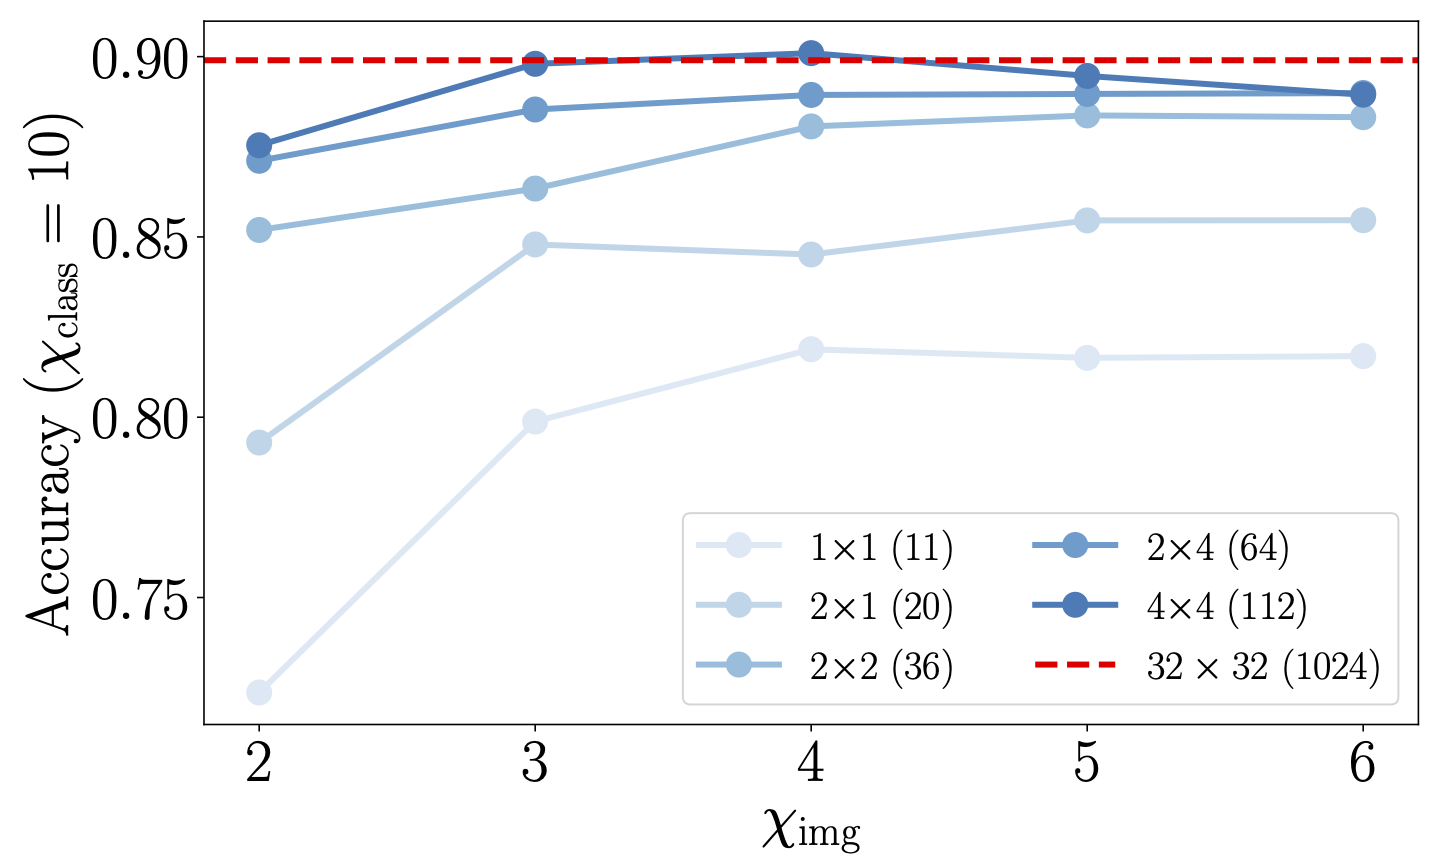 Accuracy (χclass = 10)
0.90
0.85
0.80
0.75
2 3 4 5 6
χimg
1×1 (11)
2×1 (20)
2×2 (36)
2×4 (64)
4×4 (112)
32 × 32 (1024)